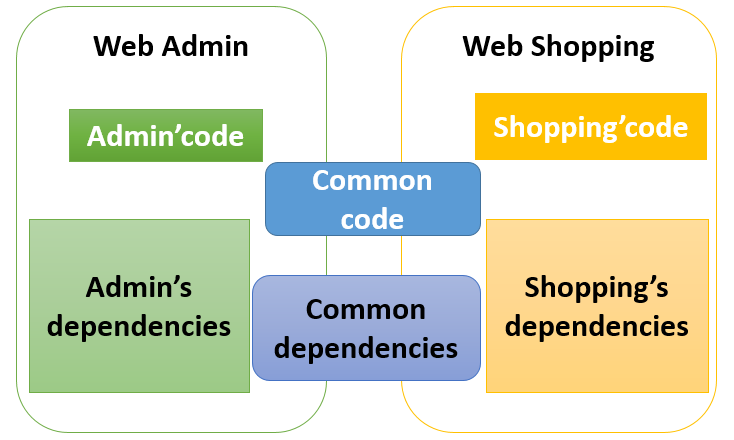 Web Admin
Web Shopping
Admin’code
Shopping’code
Common
code
Admin’s
dependencies
Common
dependencies
Shopping’s
dependencies